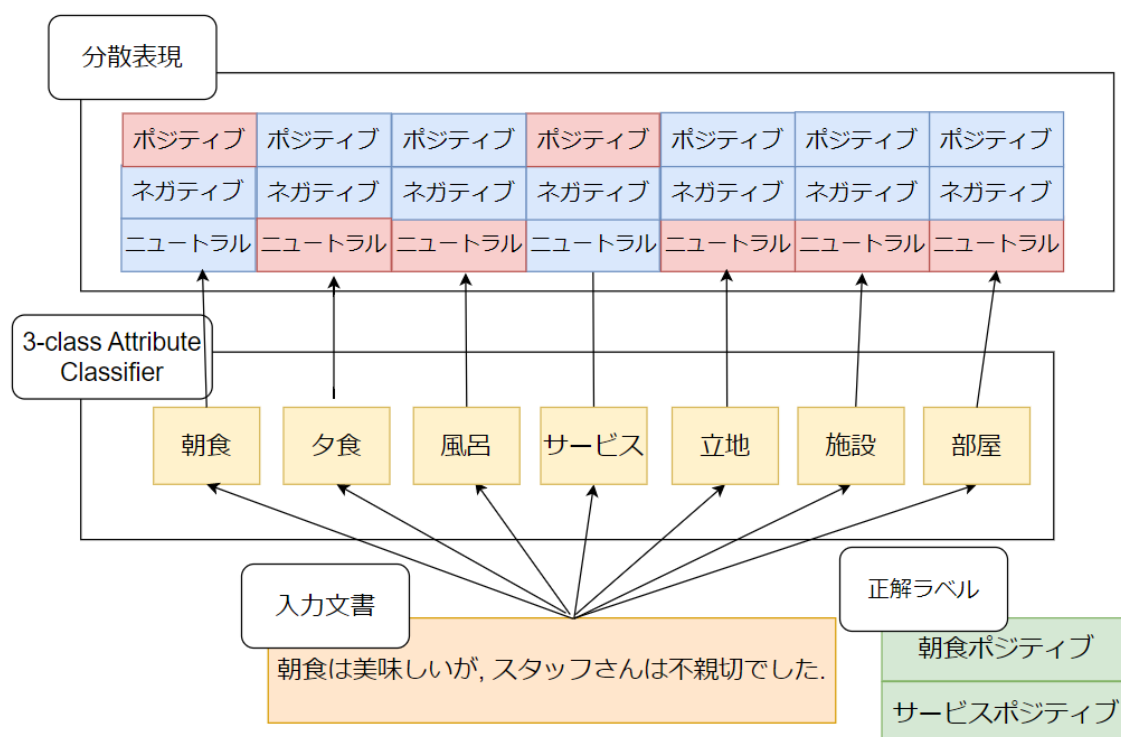 分散表現
ポジティブ ポジティブ ポジティブ ポジティブ ポジティブ ポジティブ ポジティブ
ネガティブ ネガティブ ネガティブ ネガティブ ネガティブ ネガティブ ネガティブ
ニュートラル ニュートラル ニュートラル ニュートラル ニュートラル ニュートラル ニュートラル
3-class Attribute
Classifier
朝食 夕食 風呂 サービス 立地 施設 部屋
入力文書
正解ラベル
朝食は美味しいが, スタッフさんは不親切でした.
朝食ポジティブ
サービスポジティブ